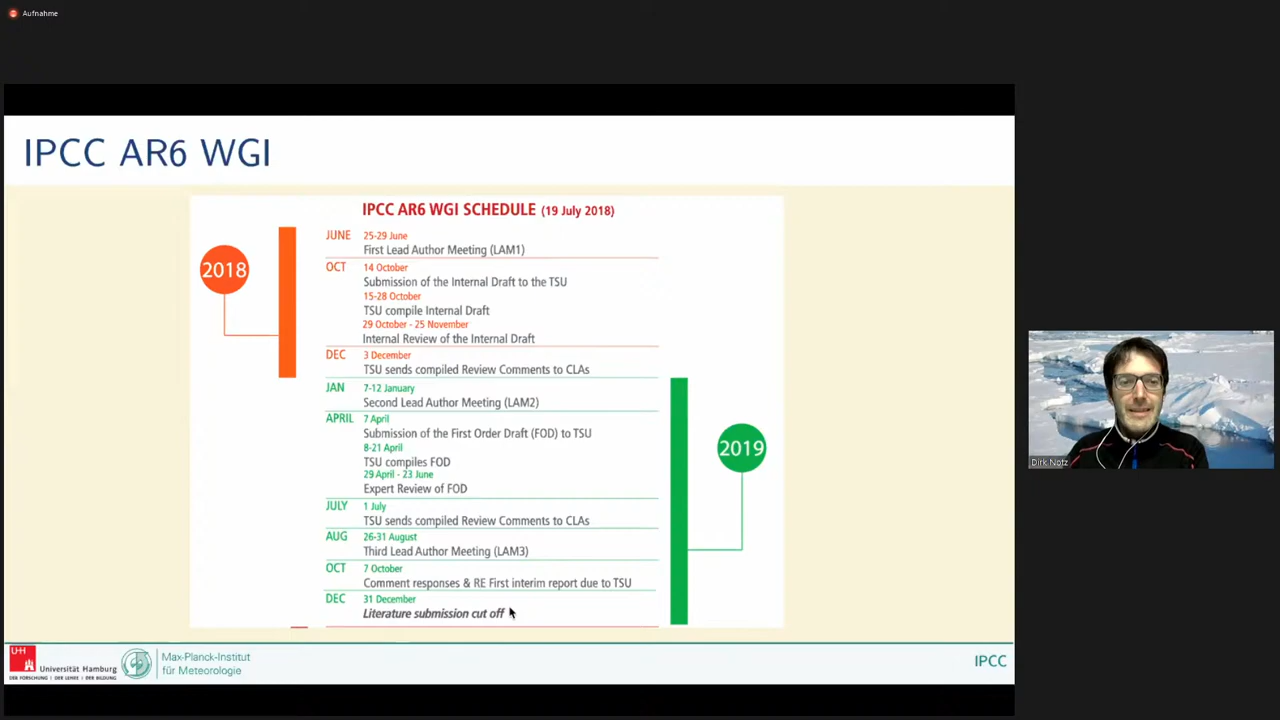 Aufnahme
IPCC AR6 WGI
IPCC AR6 WGI SCHEDULE (19 July 2018)
2018
JUNE 25-29 June
First Lead Author Meeting (LAM1)
OCT 14 October
Submission of the Internal Draft to the TSU
15-28 October
TSU compile Internal Draft
29 October - 25 November
Internal Review of the Internal Draft
DEC 3 December
TSU sends compiled Review Comments to CLAs
2019
JAN 7-12 January
Second Lead Author Meeting (LAM2)
APRIL 7 April
Submission of the First Order Draft (FOD) to TSU
8-21 April
TSU compiles FOD
29 April - 23 June
Expert Review of FOD
JULY 1 July
TSU sends compiled Review Comments to CLAs
AUG 26-31 August
Third Lead Author Meeting (LAM3)
OCT 7 October
Comment responses & RE First interim report due to TSU
DEC 31 December
Literature submission cut off
UHH
Universität Hamburg
DER FORSCHUNG | DER LEHRE | DER BILDUNG
Max-Planck-Institut
für Meteorologie
IPCC
Dirk Notz